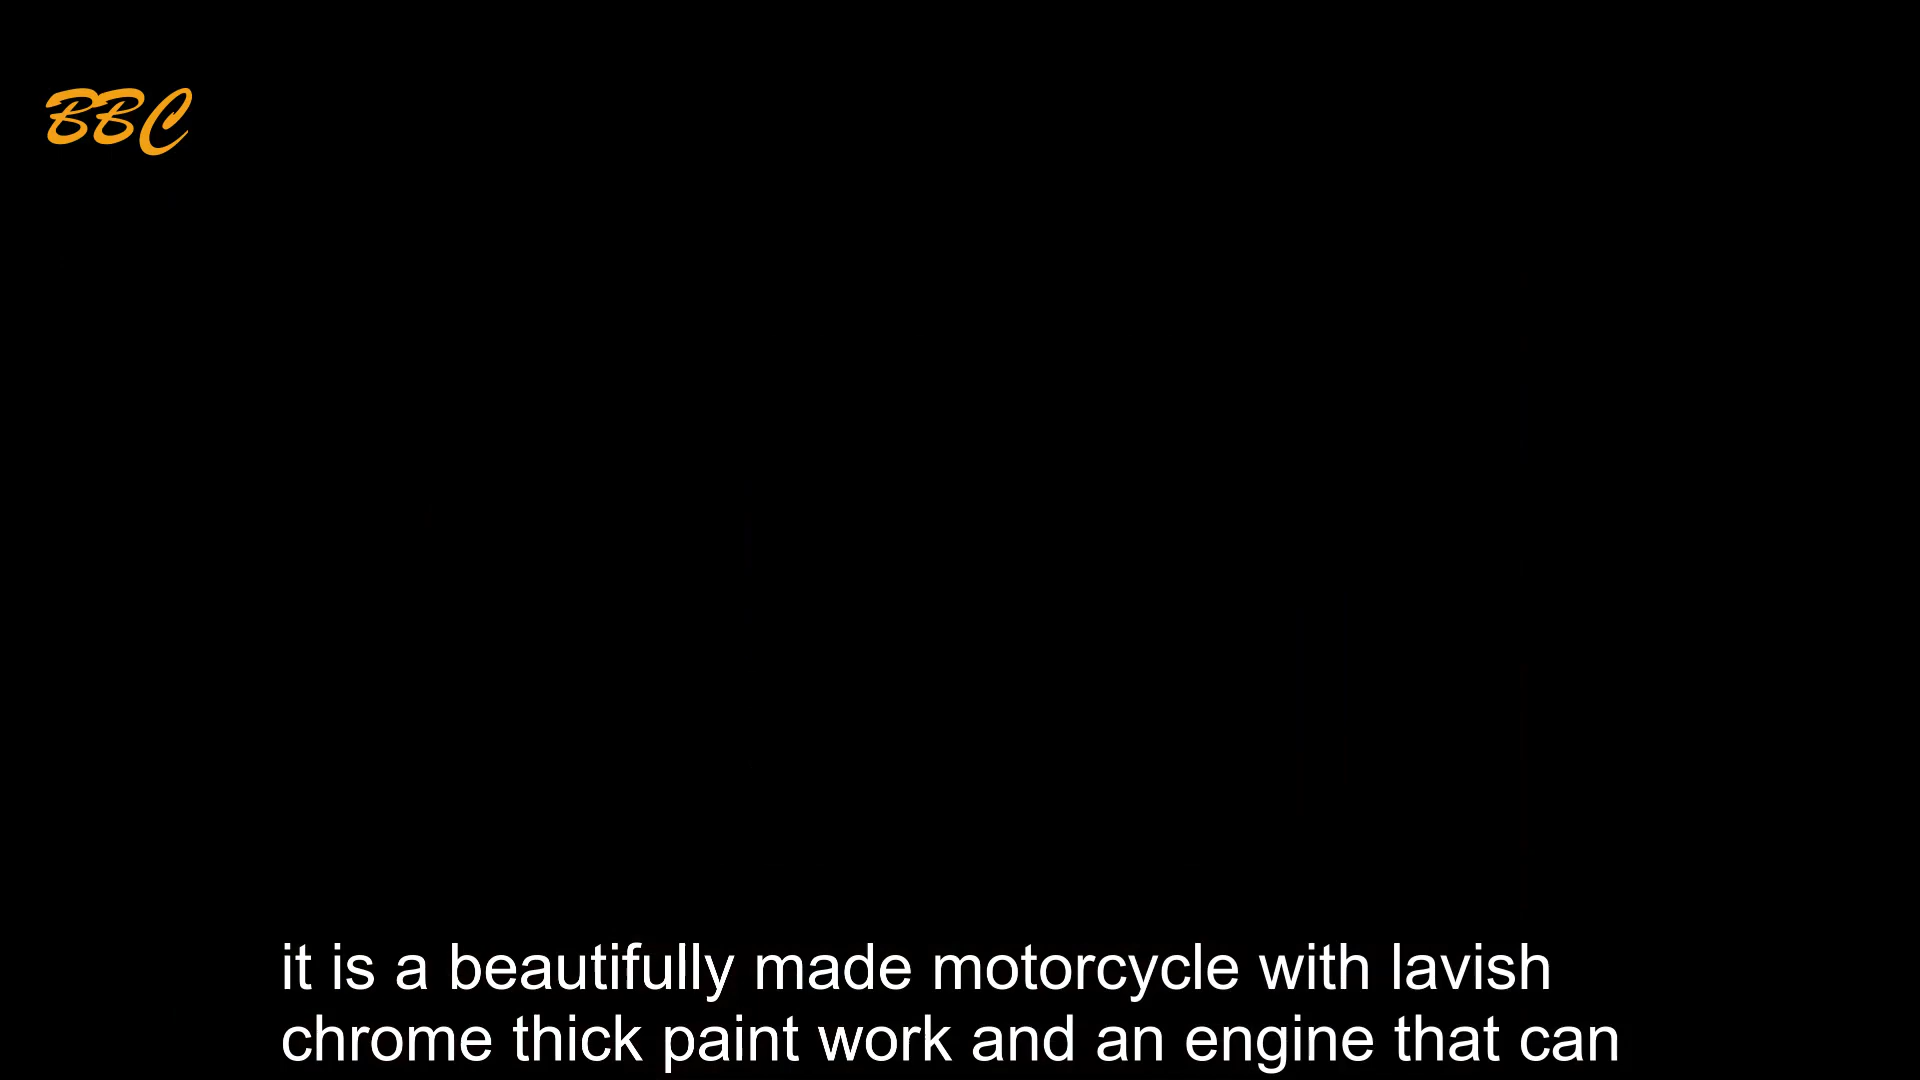 BBC
it is a beautifully made motorcycle with lavish
chrome thick paint work and an engine that can